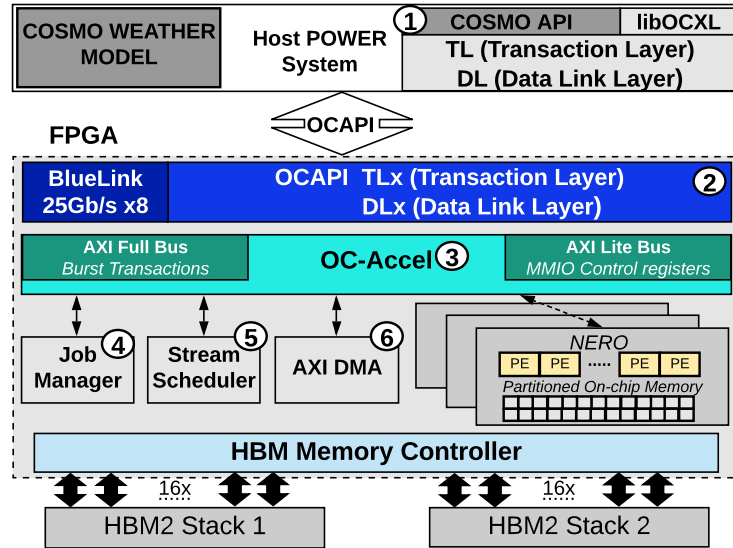 COSMO WEATHER
MODEL
Host POWER
System
1
COSMO API
libOCXL
TL (Transaction Layer)
DL (Data Link Layer)
OCAPI
FPGA
BlueLink
25Gb/s x8
OCAPI TLx (Transaction Layer)
DLx (Data Link Layer)
2
AXI Full Bus
Burst Transactions
OC-Accel
3
AXI Lite Bus
MMIO Control registers
Job
Manager
4
Stream
Scheduler
5
AXI DMA
6
NERO
PE PE ..... PE PE
Partitioned On-chip Memory
HBM Memory Controller
16x
16x
HBM2 Stack 1
HBM2 Stack 2